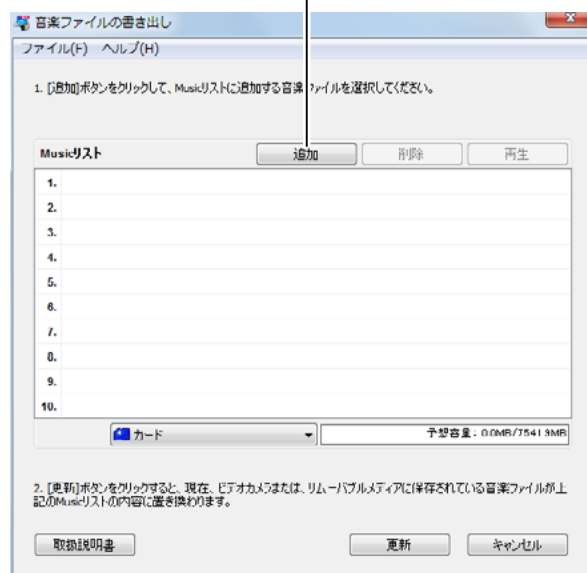 音楽ファイルの書き出し
ファイル(F) ヘルプ(H)
1. [追加]ボタンをクリックして、Musicリストに追加する音楽ファイルを選択してください。
Musicリスト 追加 削除 再生
1.
2.
3.
4.
5.
6.
7.
8.
9.
10.
カード 予想容量: 0.0MB/7541.9MB
2. [更新]ボタンをクリックすると、現在、ビデオカメラまたは、リムーバブルメディアに保存されている音楽ファイルが上
記のMusicリストの内容に置き換わります。
取扱説明書 更新 キャンセル